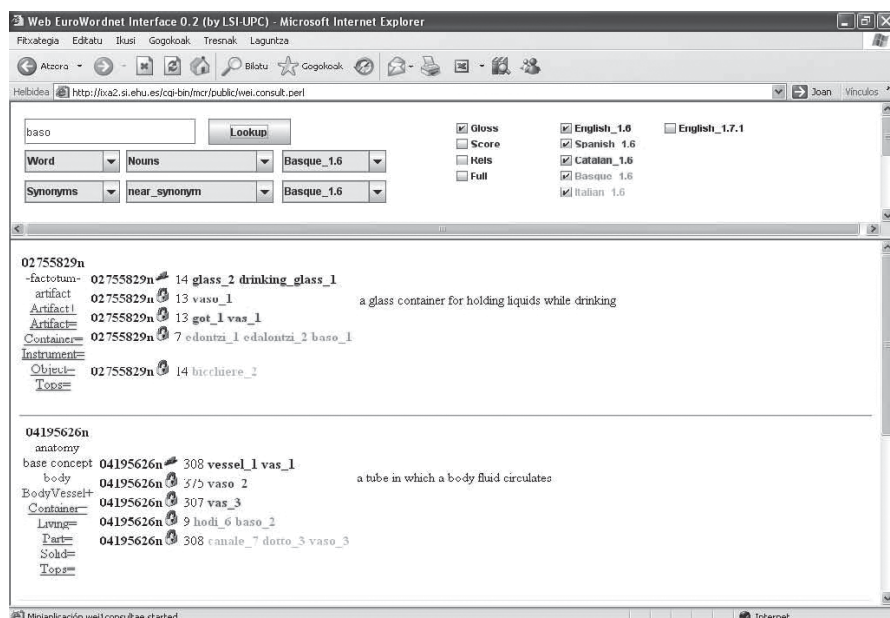 Web EuroWordnet Interface 0.2 (by LSI-UPC) - Microsoft Internet Explorer
Fitxategia Editatu Ikusi Gogokoak Tresnak Laguntza
Atzera Bilatu Gogokoak
Helbidea http://ixa2.si.ehu.es/cgi-bin/mcr/public/wei.consult.perl Joan Vínculos
baso Lookup Gloss English_1.6 English_1.7.1
Score Spanish_1.6
Word Nouns Basque_1.6 Rels Catalan_1.6
Full Basque_1.6
Synonyms near_synonym Basque_1.6 Italian_1.6
02755829n
-factotum- 02755829n 14 glass_2 drinking_glass_1
artifact 02755829n 13 vaso_1 a glass container for holding liquids while drinking
Artifact+
Artifact= 02755829n 13 got_1 vas_1
Container= 02755829n 7 edontzi_1 edalontzi_2 baso_1
Instrument=
Object= 02755829n 14 bicchiere_2
Tops=
04195626n
anatomy
base concept 04195626n 308 vessel_1 vas_1
body 04195626n 375 vaso_2 a tube in which a body fluid circulates
BodyVessel+ 04195626n 307 vas_3
Container=
Living= 04195626n 9 hodi_6 baso_2
Part= 04195626n 308 canale_7 dotto_3 vaso_3
Solid=
Tops=
Miniaplicación wei1consultae started Internet